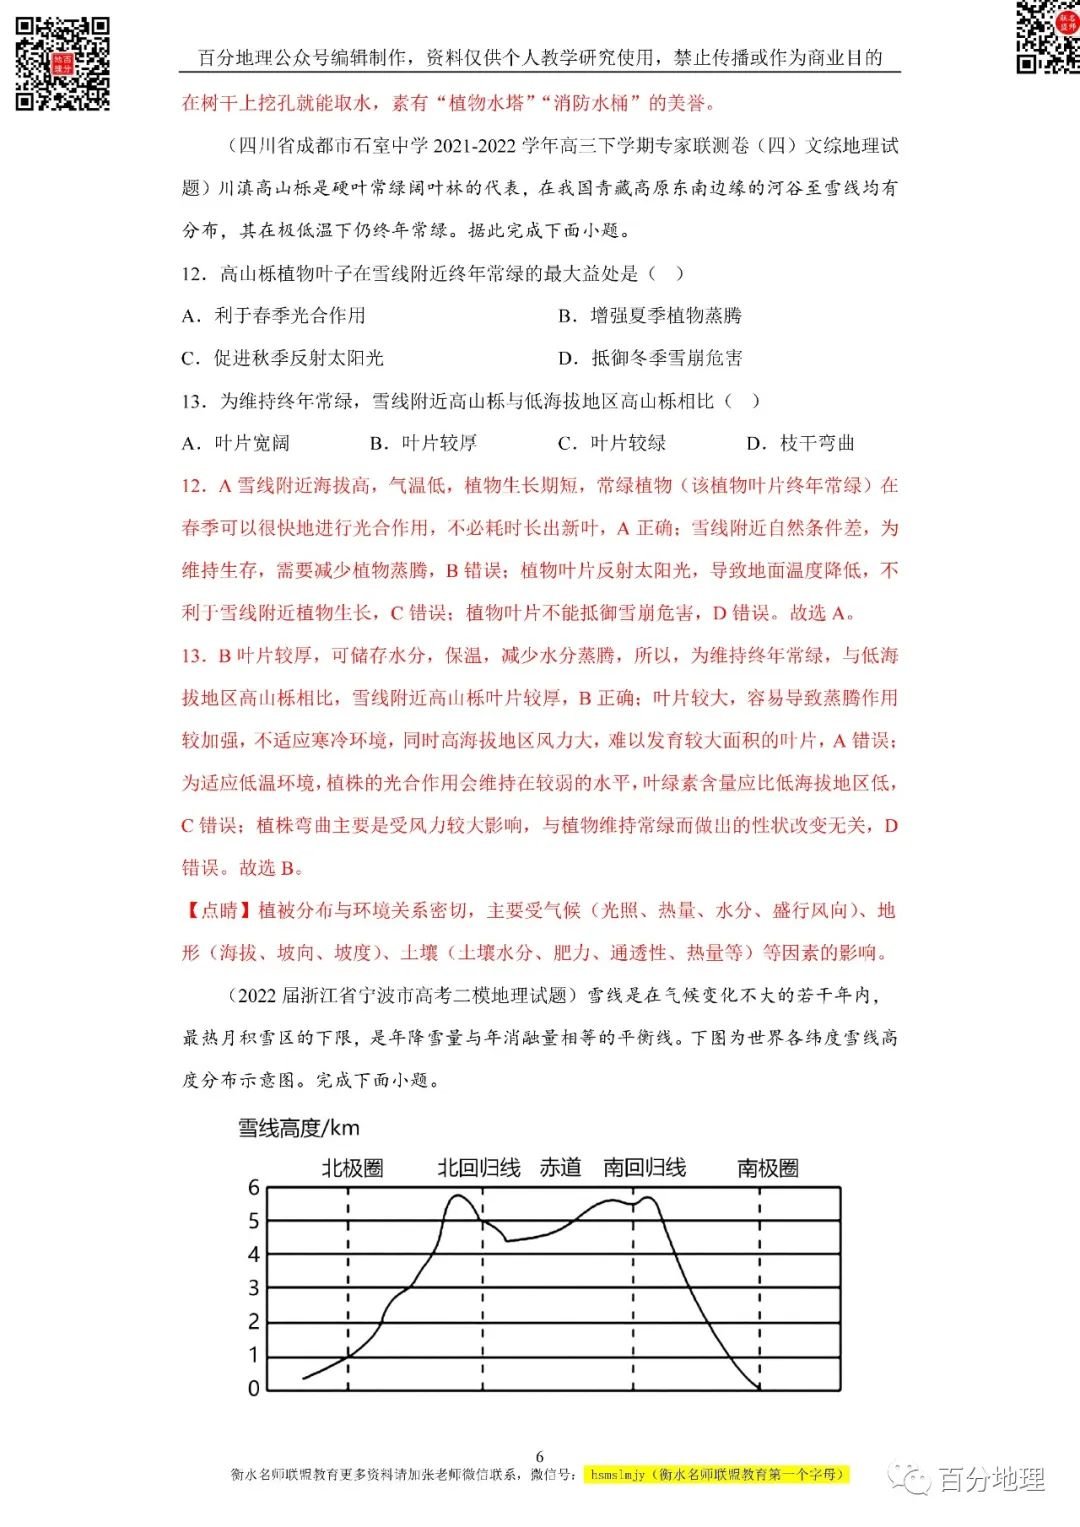 百分地理公众号编辑制作，资料仅供个人教学研究使用，禁止传播或作为商业目的
在树干上挖孔就能取水，素有“植物水塔”“消防水桶”的美誉。
（四川省成都市石室中学 2021-2022 学年高三下学期专家联测卷（四）文综地理试
题）川滇高山栎是硬叶常绿阔叶林的代表，在我国青藏高原东南边缘的河谷至雪线均有
分布，其在极低温下仍终年常绿。据此完成下面小题。
12．高山栎植物叶子在雪线附近终年常绿的最大益处是（　）
A．利于春季光合作用　B．增强夏季植物蒸腾
C．促进秋季反射太阳光　D．抵御冬季雪崩危害
13．为维持终年常绿，雪线附近高山栎与低海拔地区高山栎相比（　）
A．叶片宽阔　B．叶片较厚　C．叶片较绿　D．枝干弯曲
12．A 雪线附近海拔高，气温低，植物生长期短，常绿植物（该植物叶片终年常绿）在
春季可以很快地进行光合作用，不必耗时长出新叶，A 正确；雪线附近自然条件差，为
维持生存，需要减少植物蒸腾，B 错误；植物叶片反射太阳光，导致地面温度降低，不
利于雪线附近植物生长，C 错误；植物叶片不能抵御雪崩危害，D 错误。故选 A。
13．B 叶片较厚，可储存水分，保温，减少水分蒸腾，所以，为维持终年常绿，与低海
拔地区高山栎相比，雪线附近高山栎叶片较厚，B 正确；叶片较大，容易导致蒸腾作用
较加强，不适应寒冷环境，同时高海拔地区风力大，难以发育较大面积的叶片，A 错误；
为适应低温环境，植株的光合作用会维持在较弱的水平，叶绿素含量应比低海拔地区低，
C 错误；植株弯曲主要是受风力较大影响，与植物维持常绿而做出的性状改变无关，D
错误。故选 B。
【点睛】植被分布与环境关系密切，主要受气候（光照、热量、水分、盛行风向）、地
形（海拔、坡向、坡度）、土壤（土壤水分、肥力、通透性、热量等）等因素的影响。
（2022 届浙江省宁波市高考二模地理试题）雪线是在气候变化不大的若干年内，
最热月积雪区的下限，是年降雪量与年消融量相等的平衡线。下图为世界各纬度雪线高
度分布示意图。完成下面小题。
雪线高度/km
北极圈　北回归线　赤道　南回归线　南极圈
6
5
4
3
2
1
0
6
衡水名师联盟教育更多资料请加张老师微信联系，微信号： hsmslmjy（衡水名师联盟教育第一个字母）
百分地理